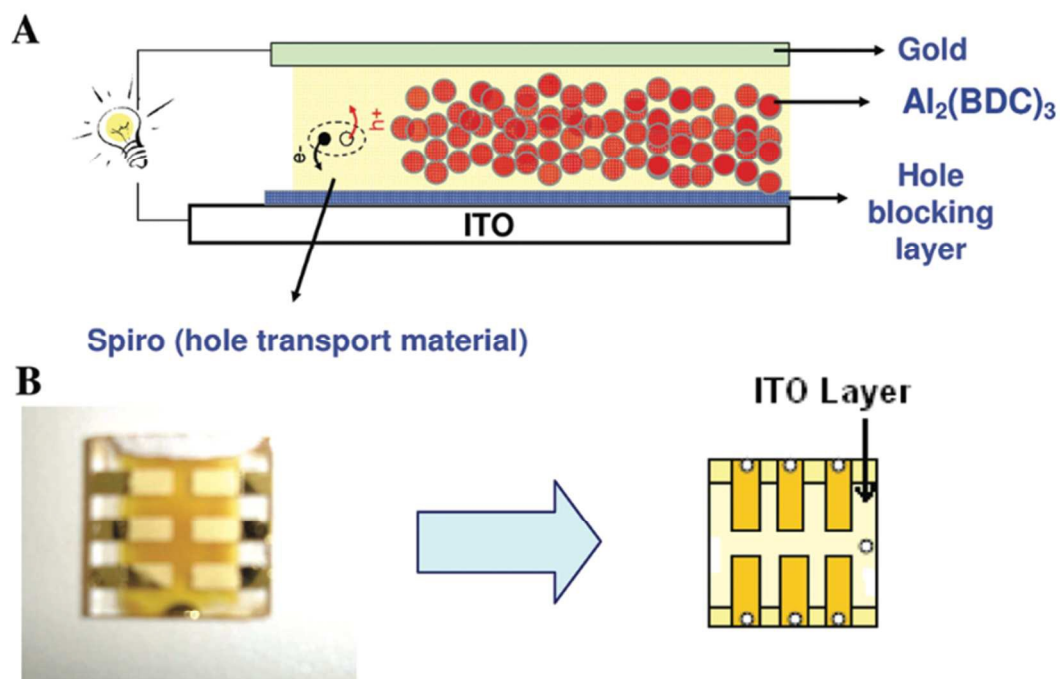 A
Gold
Al₂(BDC)₃
h+
e-
Hole
blocking
layer
ITO
Spiro (hole transport material)
B
ITO Layer